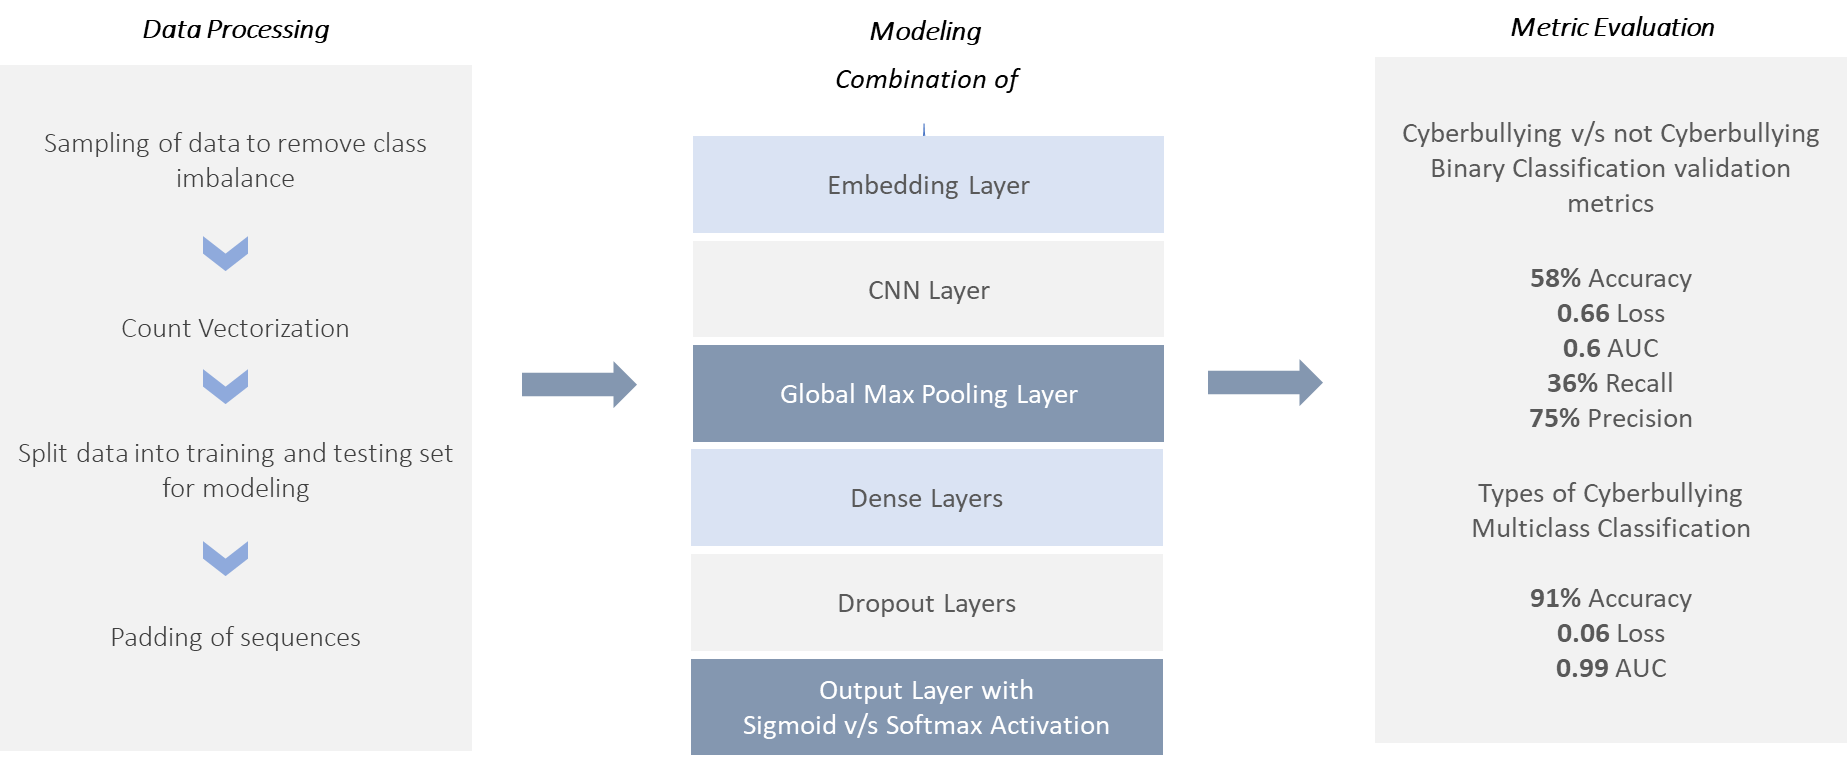 Data Processing
Sampling of data to remove class
imbalance
Count Vectorization
Split data into training and testing set
for modeling
Padding of sequences
Modeling
Combination of
Embedding Layer
CNN Layer
Global Max Pooling Layer
Dense Layers
Dropout Layers
Output Layer with
Sigmoid v/s Softmax Activation
Metric Evaluation
Cyberbullying v/s not Cyberbullying
Binary Classification validation
metrics
58% Accuracy
0.66 Loss
0.6 AUC
36% Recall
75% Precision
Types of Cyberbullying
Multiclass Classification
91% Accuracy
0.06 Loss
0.99 AUC